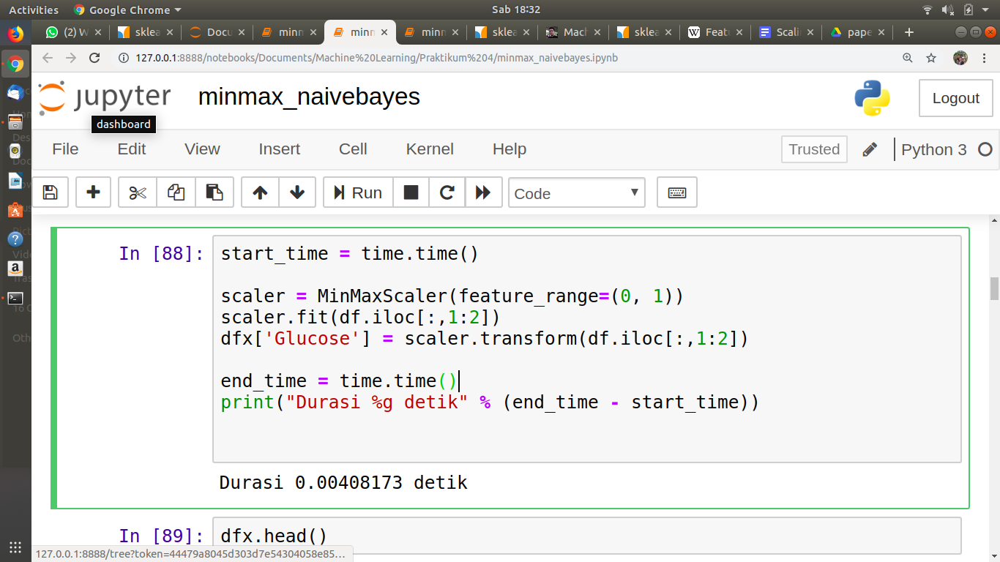 Activities Google Chrome Sab 18:32
(2) W sklea Docu minm minm minm sklea Mach sklea Feat Scali pape
127.0.0.1:8888/notebooks/Documents/Machine%20Learning/Praktikum%204/minmax_naivebayes.ipynb
jupyter minmax_naivebayes Logout
dashboard
File Edit View Insert Cell Kernel Help Trusted Python 3
Run Code
In [88]: start_time = time.time()
scaler = MinMaxScaler(feature_range=(0, 1))
scaler.fit(df.iloc[:,1:2])
dfx['Glucose'] = scaler.transform(df.iloc[:,1:2])
end_time = time.time()
print("Durasi %g detik" % (end_time - start_time))
Durasi 0.00408173 detik
In [89]: dfx.head()
127.0.0.1:8888/tree?token=44479a8045d303d7e54304058e85…